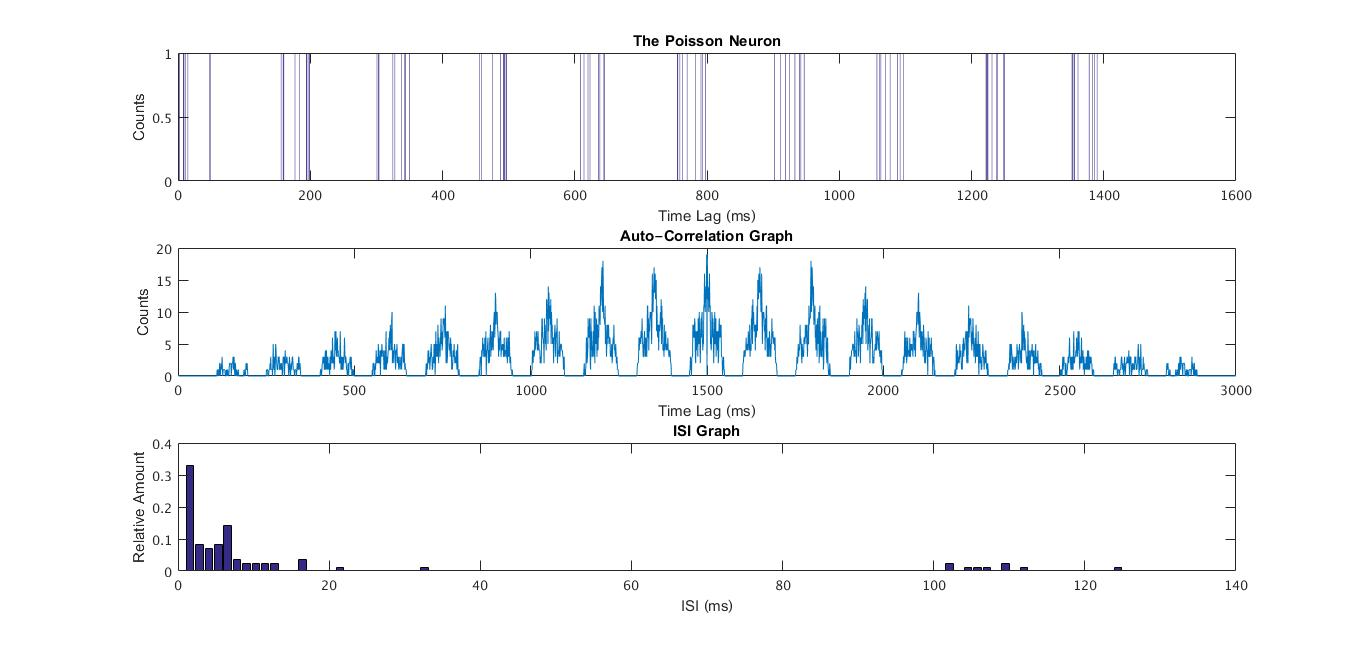 The Poisson Neuron
Counts
1
0.5
0
0 200 400 600 800 1000 1200 1400 1600
Time Lag (ms)
Auto-Correlation Graph
Counts
20
15
10
5
0
0 500 1000 1500 2000 2500 3000
Time Lag (ms)
ISI Graph
Relative Amount
0.4
0.3
0.2
0.1
0
0 20 40 60 80 100 120 140
ISI (ms)